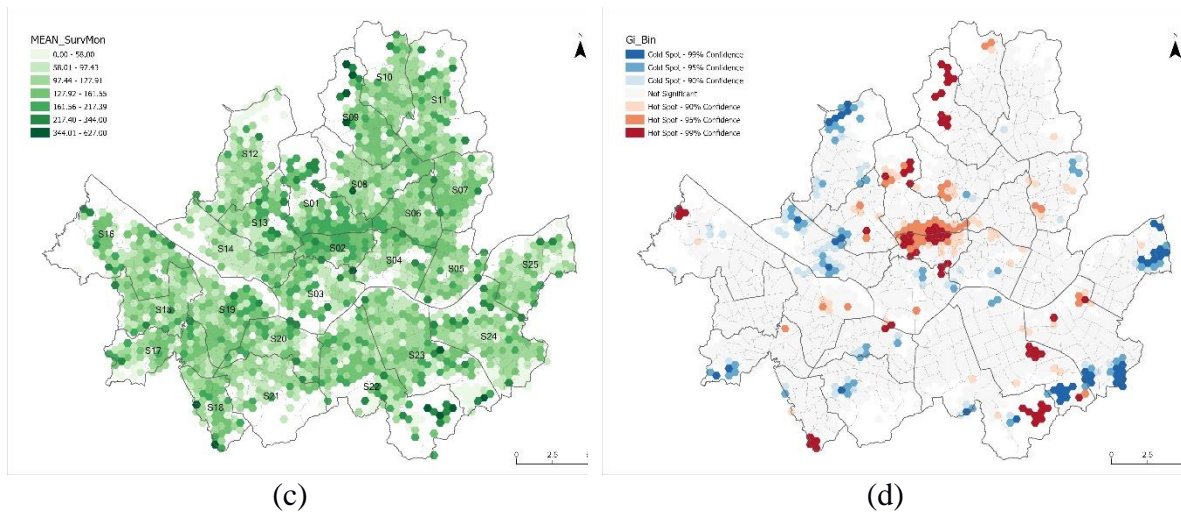 MEAN_SurvMon
0.00 - 58.00
58.01 - 97.43
97.44 - 127.91
127.92 - 161.55
161.56 - 217.39
217.40 - 344.00
344.01 - 627.00
N
S10
S11
S09
S12
S08
S07
S01
S13
S06
S14
S02
S16
S04
S05
S25
S03
S19
S20
S24
S17
S23
S22
S18
S21
0
2.5
(c)
Gi_Bin
Cold Spot - 99% Confidence
Cold Spot - 95% Confidence
Cold Spot - 90% Confidence
Not Significant
Hot Spot - 90% Confidence
Hot Spot - 95% Confidence
Hot Spot - 99% Confidence
N
0
2.5
(d)